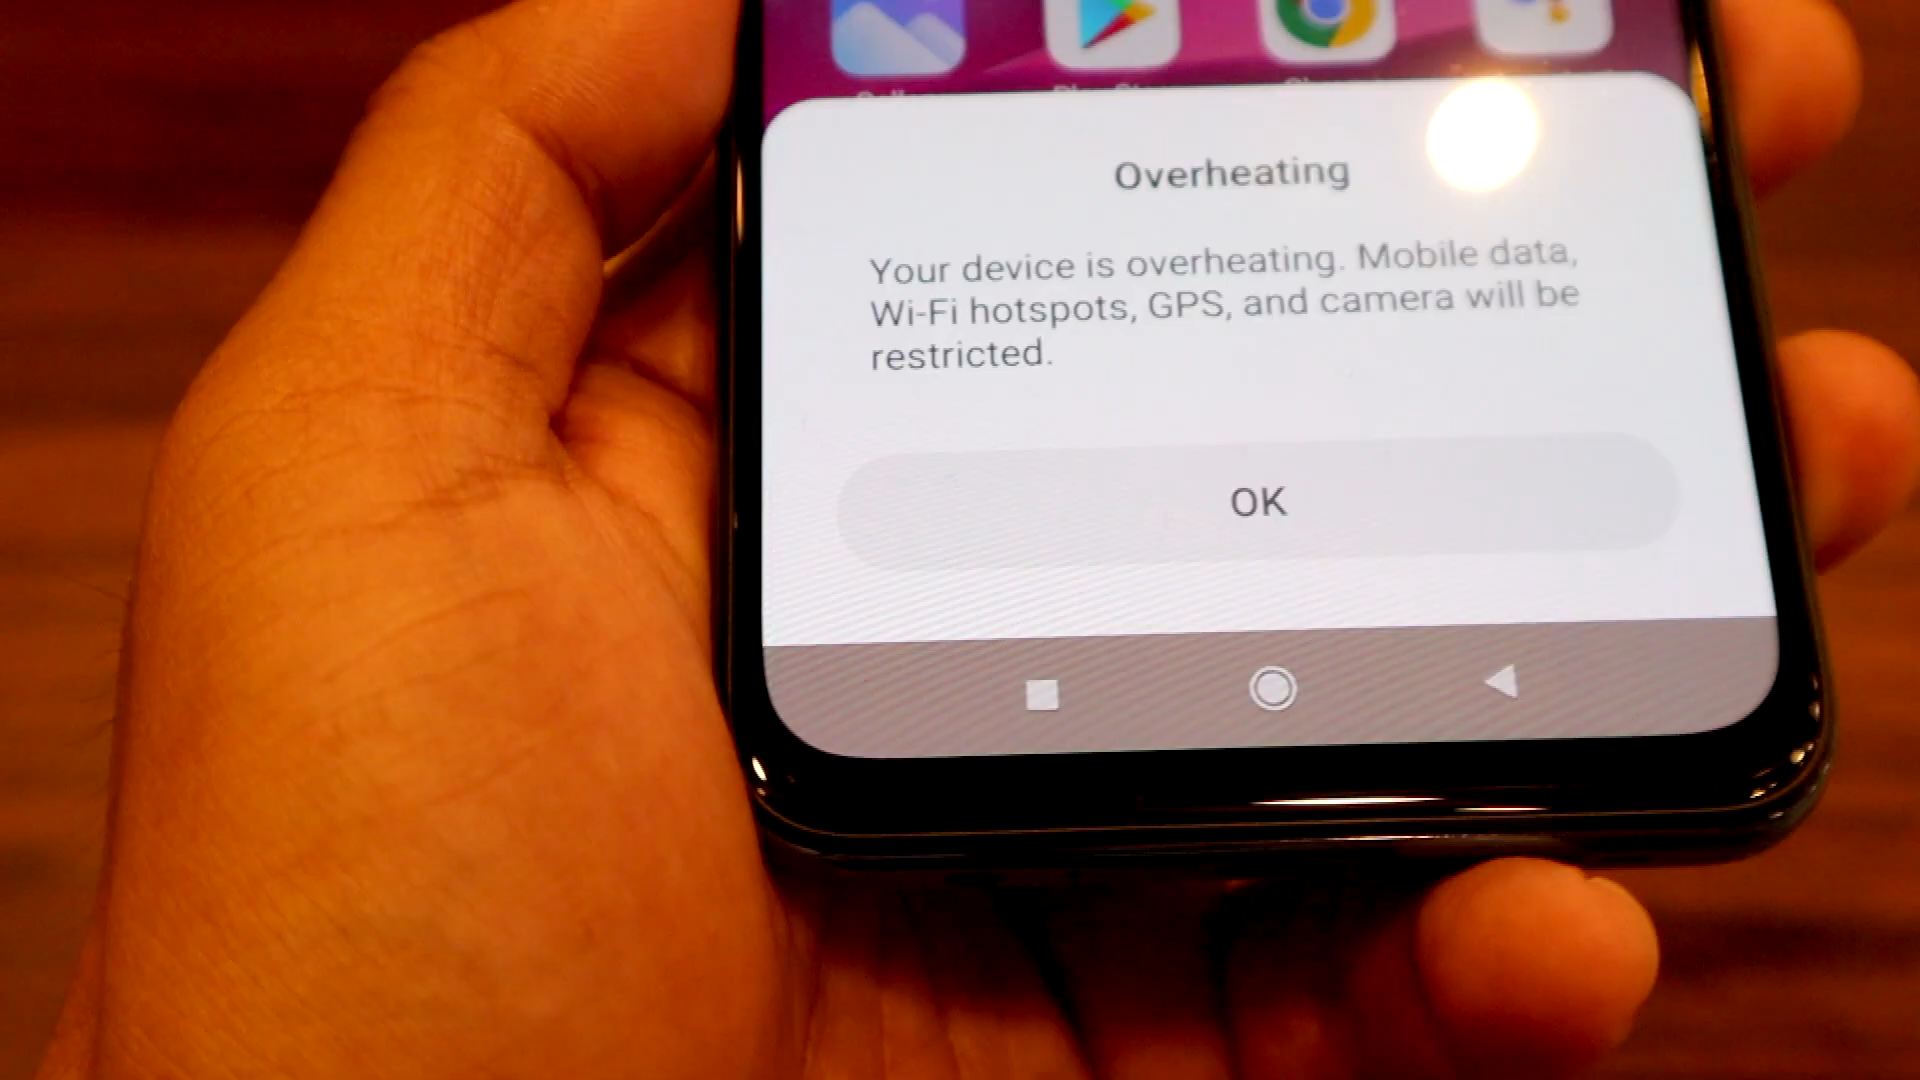 Overheating
Your device is overheating. Mobile data,
Wi-Fi hotspots, GPS, and camera will be
restricted.
OK